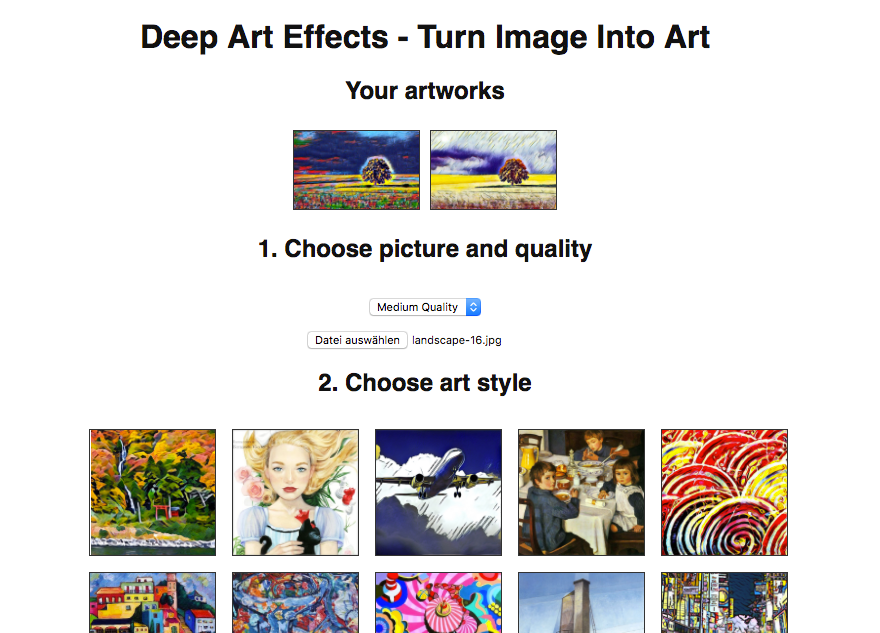 Deep Art Effects - Turn Image Into Art
Your artworks
1. Choose picture and quality
Medium Quality
Datei auswählen landscape-16.jpg
2. Choose art style